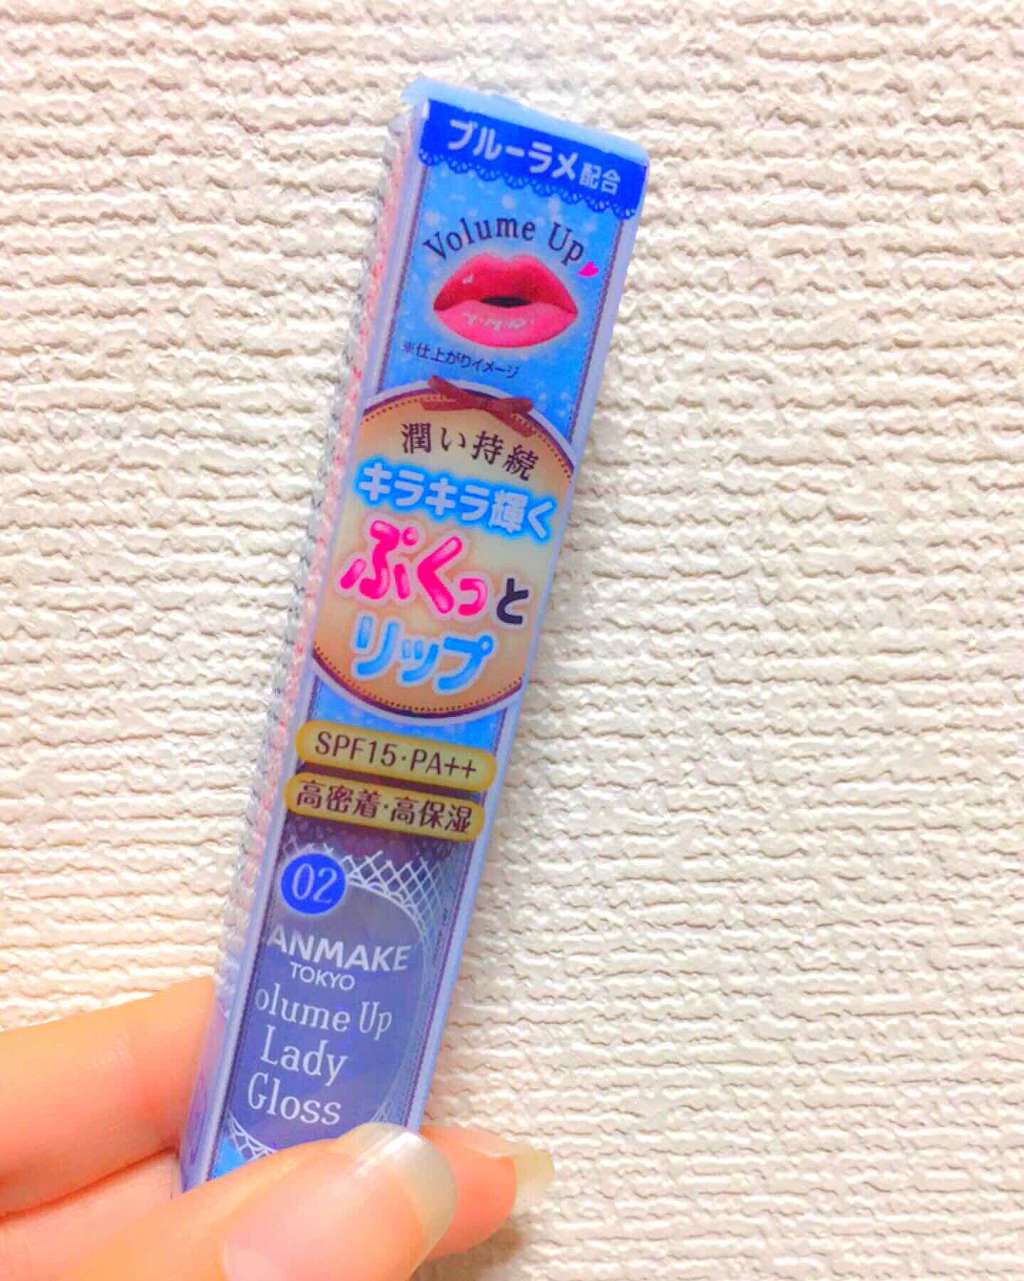 ブルーラメ配合
Volume Up
※仕上がりイメージ
潤い持続
キラキラ輝く
ぷくっと
リップ
SPF15·PA++
高密着·高保湿
02
ANMAKE
TOKYO
olume Up
Lady
Gloss